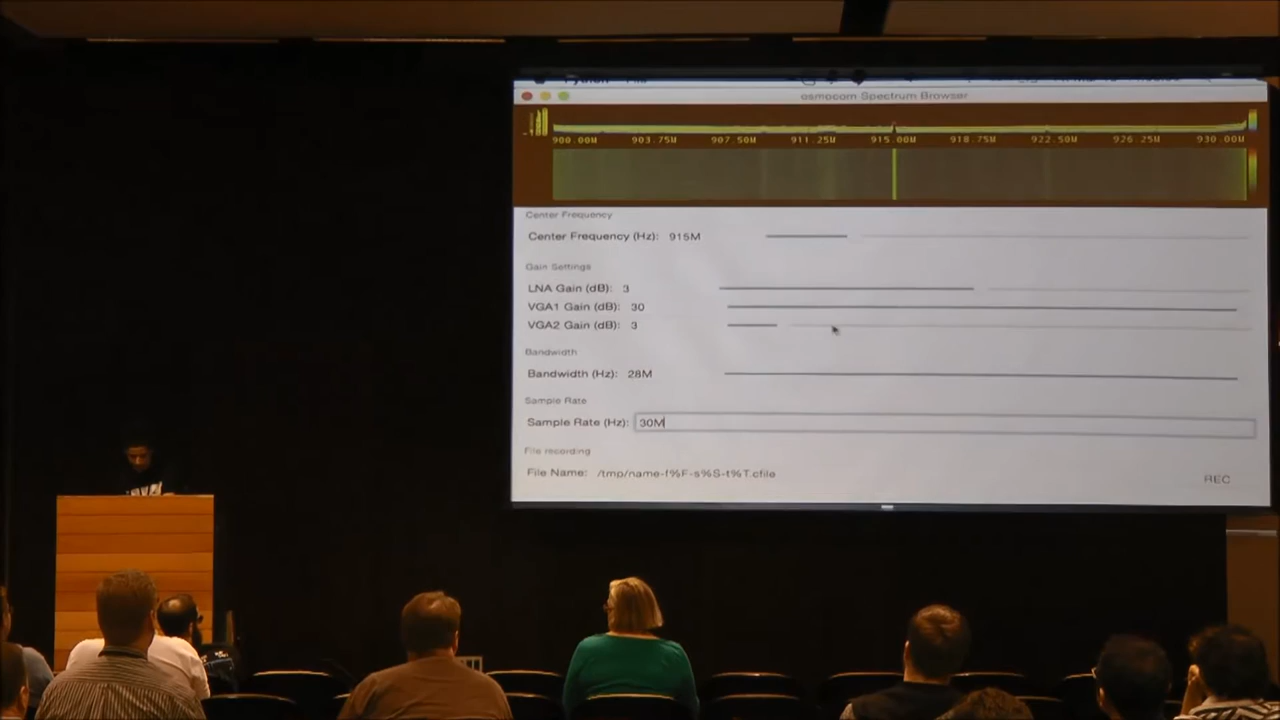 Python
osmocom Spectrum Browser
900.00M 903.75M 907.50M 911.25M 915.00M 918.75M 922.50M 926.25M 930.00M
Center Frequency
Center Frequency (Hz): 915M
Gain Settings
LNA Gain (dB): 3
VGA1 Gain (dB): 30
VGA2 Gain (dB): 3
Bandwidth
Bandwidth (Hz): 28M
Sample Rate
Sample Rate (Hz): 30M
File recording
File Name: /tmp/name-f%F-s%S-t%T.cfile
REC